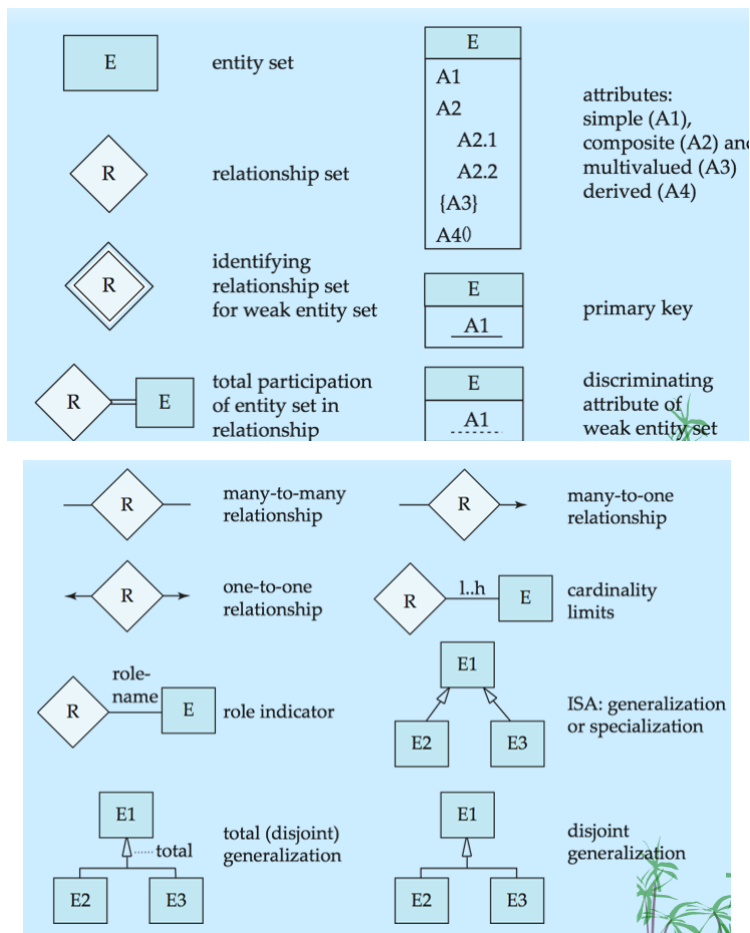 E
entity set
R
relationship set
R
identifying
relationship set
for weak entity set
R
E
total participation
of entity set in
relationship
E
A1
A2
A2.1
A2.2
{A3}
A4()
attributes:
simple (A1),
composite (A2) and
multivalued (A3)
derived (A4)
E
A1
primary key
E
A1
discriminating
attribute of
weak entity set
R
many-to-many
relationship
R
many-to-one
relationship
R
one-to-one
relationship
R
l..h
E
cardinality
limits
R
role-
name
E
role indicator
E1
E2
E3
ISA: generalization
or specialization
E1
total
E2
E3
total (disjoint)
generalization
E1
E2
E3
disjoint
generalization